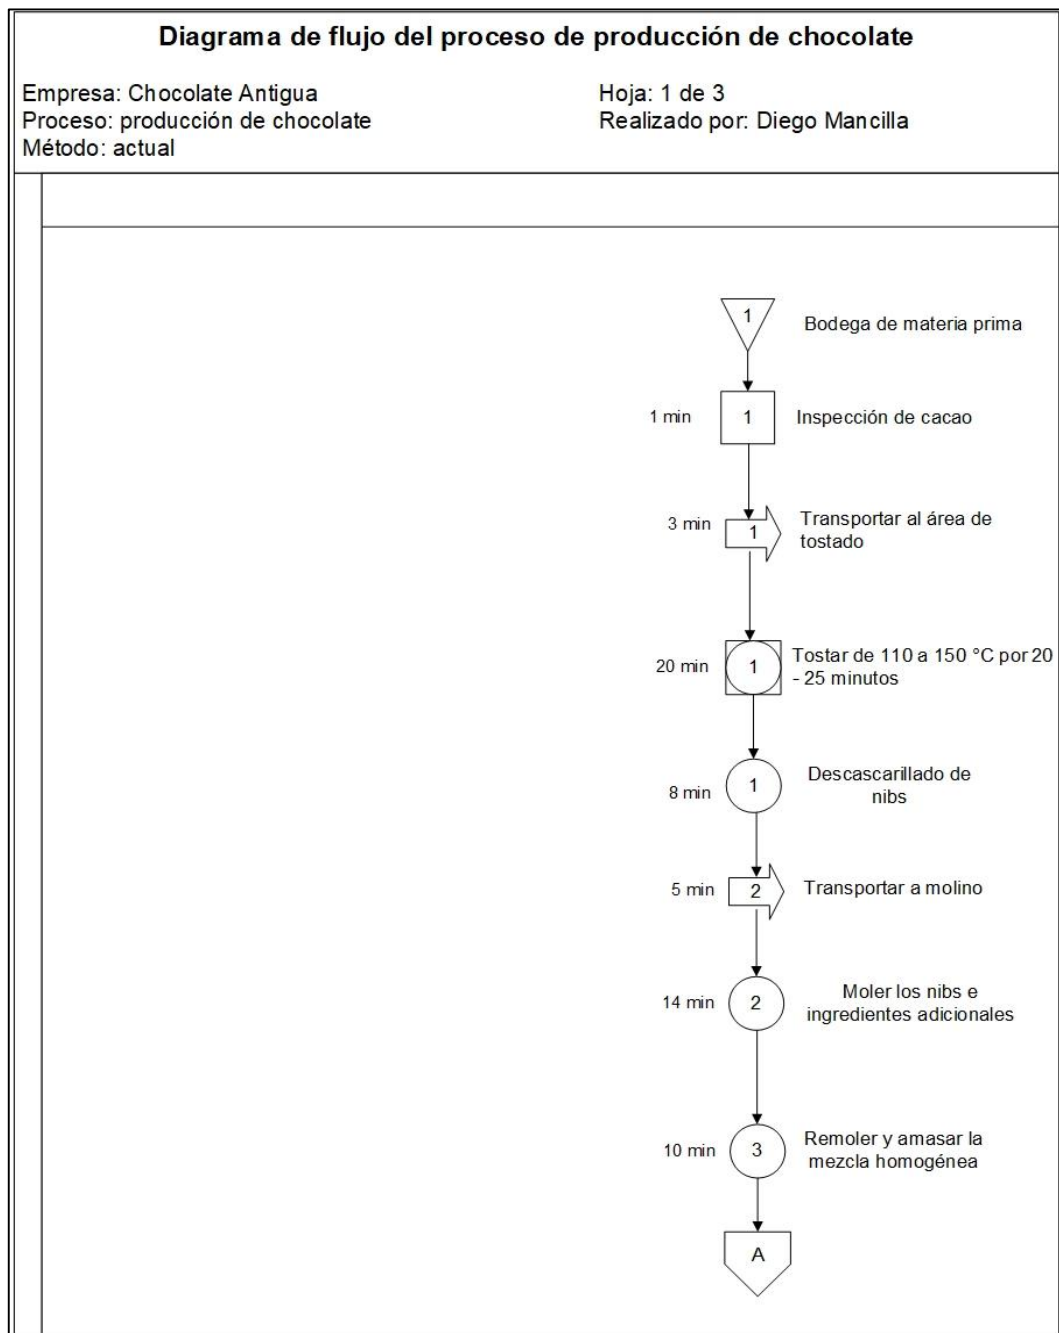 Diagrama de flujo del proceso de producción de chocolate
Empresa: Chocolate Antigua
Hoja: 1 de 3
Proceso: producción de chocolate
Realizado por: Diego Mancilla
Método: actual
1
Bodega de materia prima
1 min
1
Inspección de cacao
3 min
1
Transportar al área de
tostado
20 min
1
Tostar de 110 a 150 °C por 20
- 25 minutos
8 min
1
Descascarillado de
nibs
5 min
2
Transportar a molino
14 min
2
Moler los nibs e
ingredientes adicionales
10 min
3
Remoler y amasar la
mezcla homogénea
A